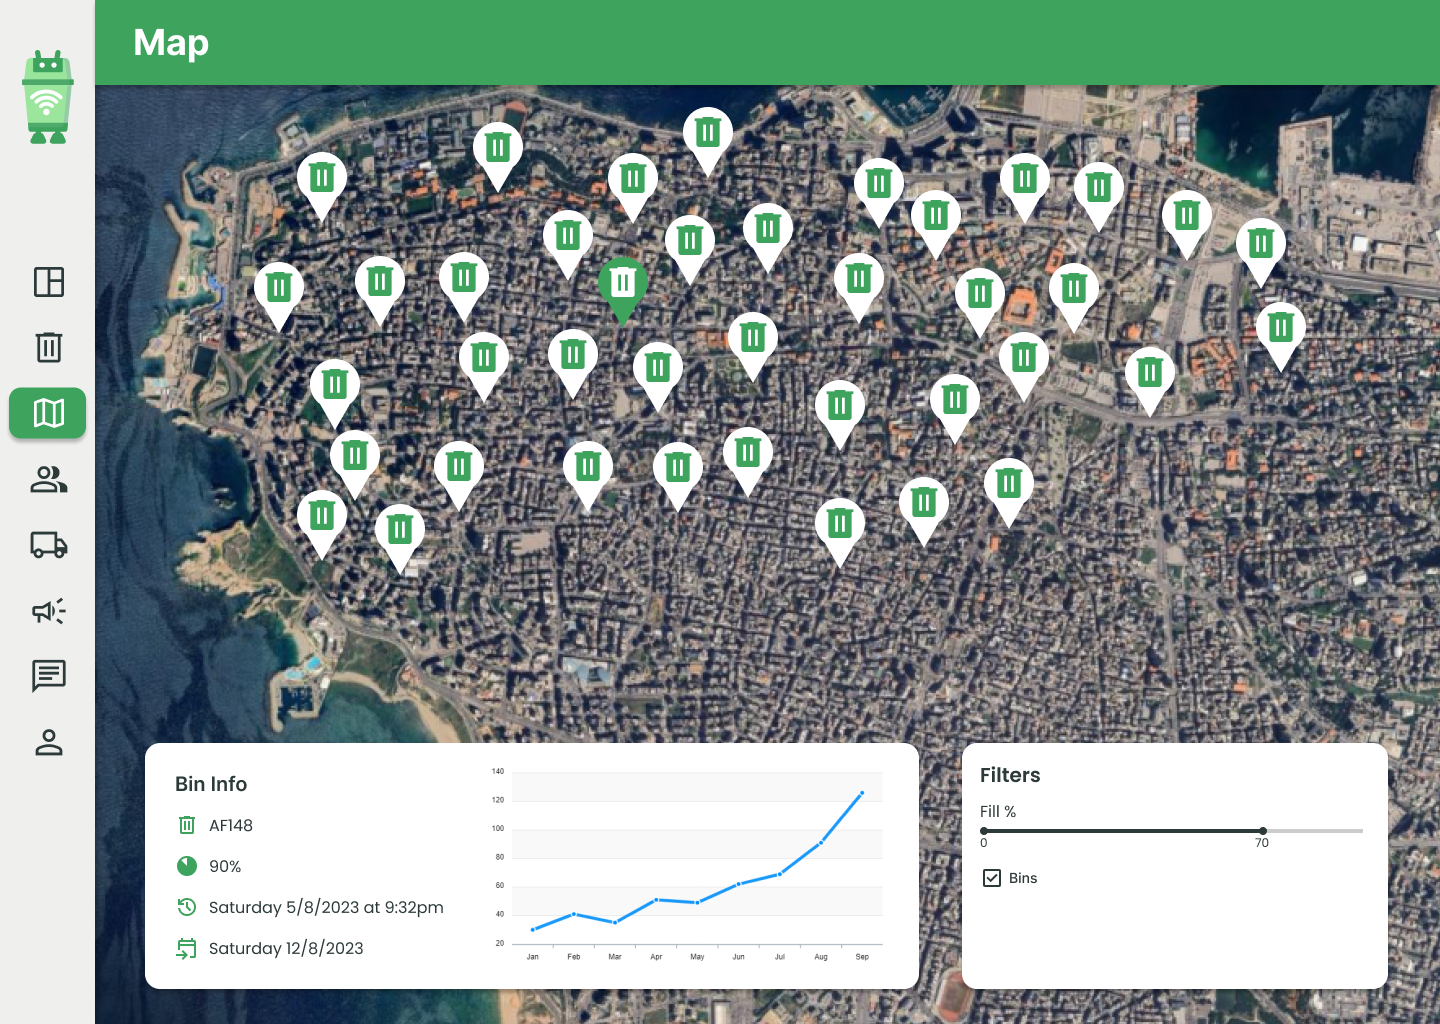 Map
Bin Info
AF148
90%
Saturday 5/8/2023 at 9:32pm
Saturday 12/8/2023
140
120
100
80
60
40
20
Jan Feb Mar Apr May Jun Jul Aug Sep
Filters
Fill %
0 70
Bins